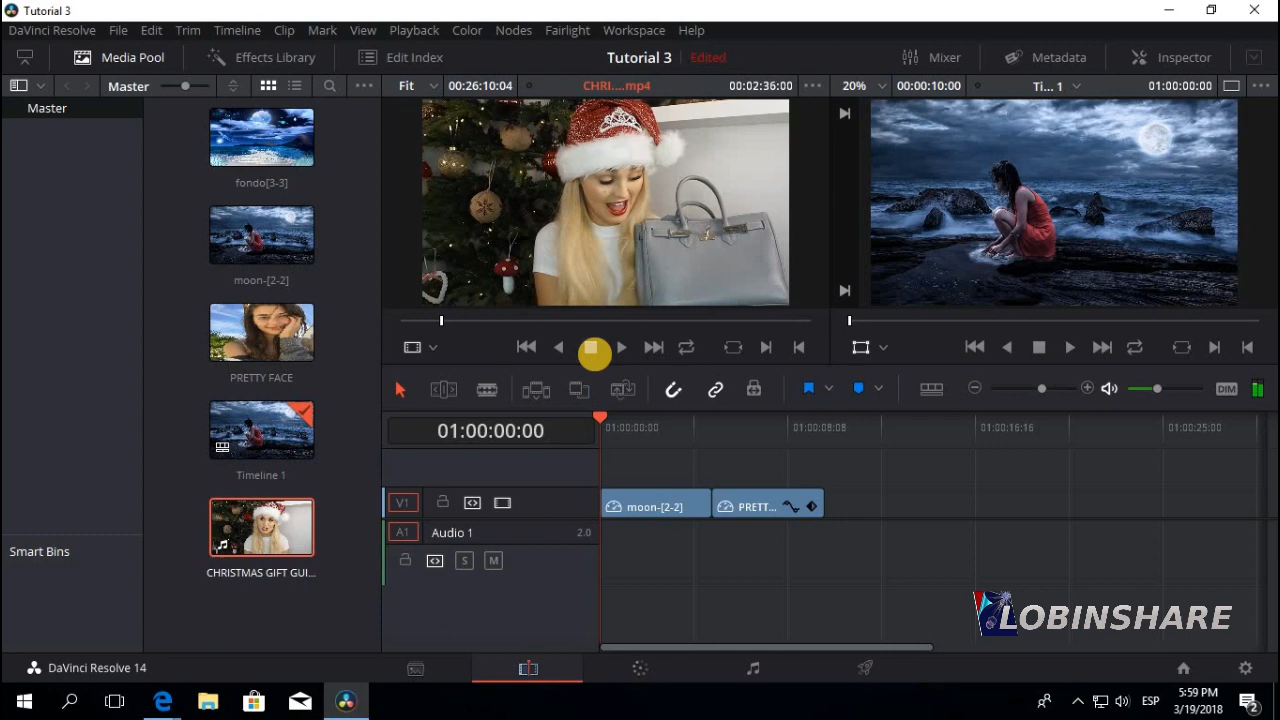 Tutorial 3
DaVinci Resolve File Edit Trim Timeline Clip Mark View Playback Color Nodes Fairlight Workspace Help
Media Pool Effects Library Edit Index Tutorial 3 Edited Mixer Metadata Inspector
Master Fit 00:26:10:04 CHRI....mp4 00:02:36:00 20% 00:00:10:00 Ti... 1 01:00:00:00
Master
fondo[3-3]
moon-[2-2]
PRETTY FACE
Timeline 1
CHRISTMAS GIFT GUI...
Smart Bins
DIM
01:00:00:00 01:00:00:00 01:00:08:08 01:00:16:16 01:00:25:00
V1 moon-[2-2] PRETT...
A1 Audio 1 2.0
S M
LOBINSHARE
DaVinci Resolve 14
ESP
5:59 PM
3/19/2018
2